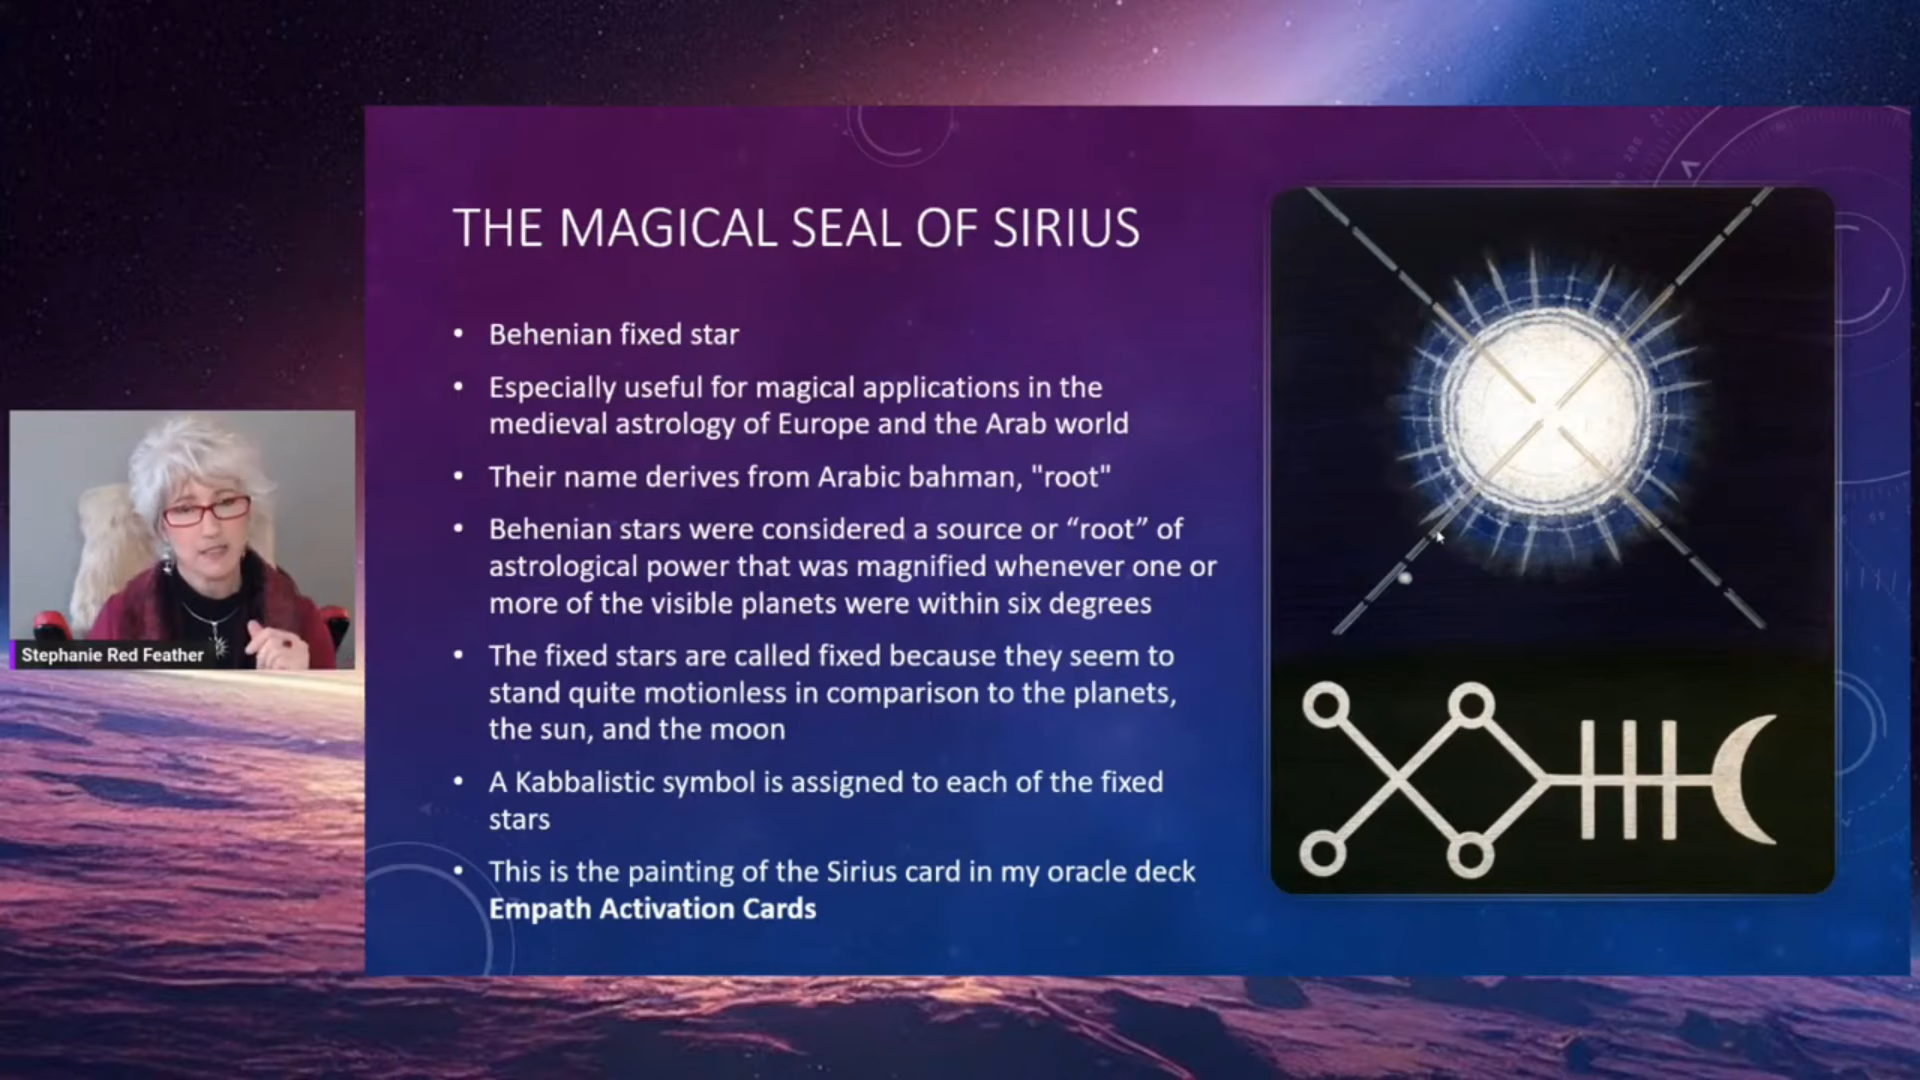 THE MAGICAL SEAL OF SIRIUS
• Behenian fixed star
• Especially useful for magical applications in the
medieval astrology of Europe and the Arab world
• Their name derives from Arabic bahman, "root"
• Behenian stars were considered a source or “root” of
astrological power that was magnified whenever one or
more of the visible planets were within six degrees
• The fixed stars are called fixed because they seem to
stand quite motionless in comparison to the planets,
the sun, and the moon
• A Kabbalistic symbol is assigned to each of the fixed
stars
• This is the painting of the Sirius card in my oracle deck
Empath Activation Cards
Stephanie Red Feather